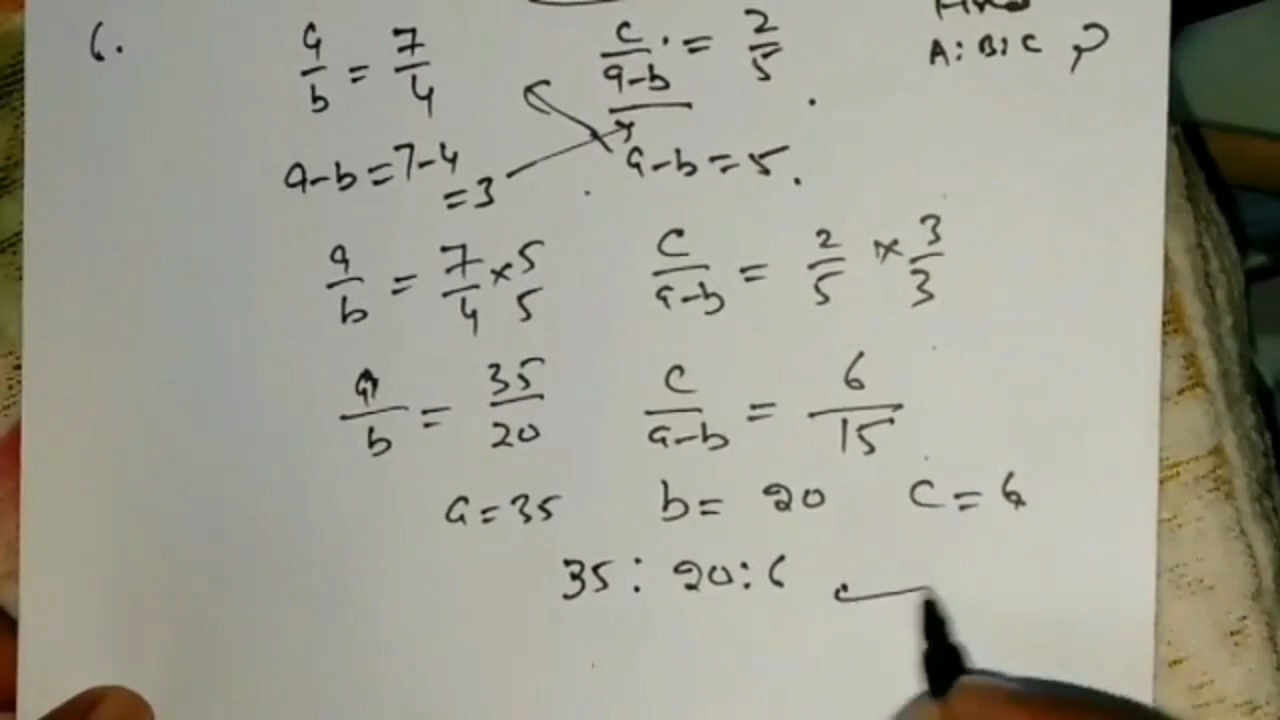 6. a/b = 7/4 c/a-b = 2/5 A:B:C ?
a-b = 7-4 a-b = 5.
= 3
a/b = 7/4 × 5/5 c/a-b = 2/5 × 3/3
a/b = 35/20 c/a-b = 6/15
a = 35 b = 20 c = 6
35 : 20 : 6